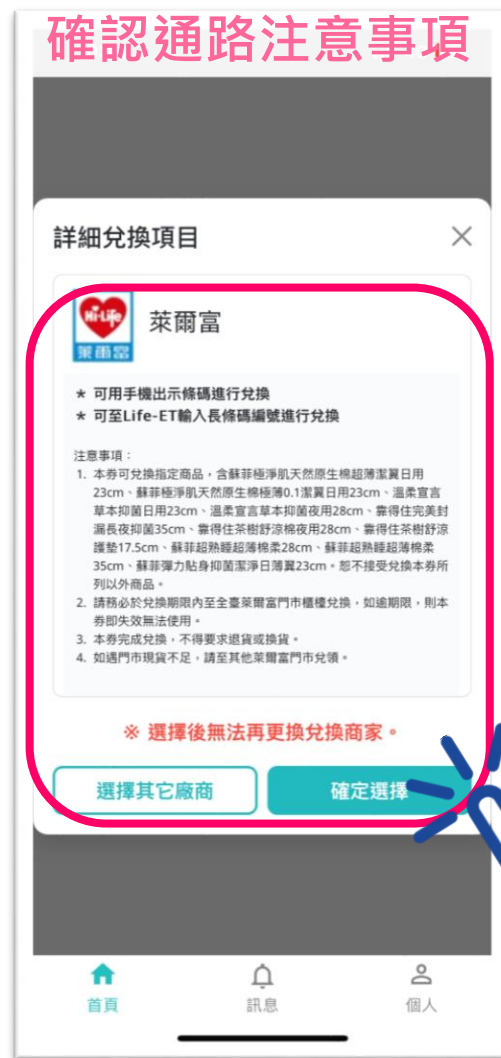 確認通路注意事項
詳細兌換項目
Hi-Life
萊爾富
萊爾富
* 可用手機出示條碼進行兌換
* 可至Life-ET輸入長條碼編號進行兌換
注意事項：
1. 本券可兌換指定商品，含蘇菲極淨肌天然原生棉超薄潔翼日用
23cm、蘇菲極淨肌天然原生棉極薄0.1潔翼日用23cm、溫柔宣言
草本抑菌日用23cm、溫柔宣言草本抑菌夜用28cm、靠得住完美封
漏長夜抑菌35cm、靠得住茶樹舒涼棉夜用28cm、靠得住茶樹舒涼
護墊17.5cm、蘇菲超熟睡超薄棉柔28cm、蘇菲超熟睡超薄棉柔
35cm、蘇菲彈力貼身抑菌潔淨日薄翼23cm。恕不接受兌換本券所
列以外商品。
2. 請務必於兌換期限內至全臺萊爾富門市櫃檯兌換，如逾期限，則本
券即失效無法使用。
3. 本券完成兌換，不得要求退貨或換貨。
4. 如遇門市現貨不足，請至其他萊爾富門市兌領。
※ 選擇後無法再更換兌換商家。
選擇其它廠商
確定選擇
首頁
訊息
個人